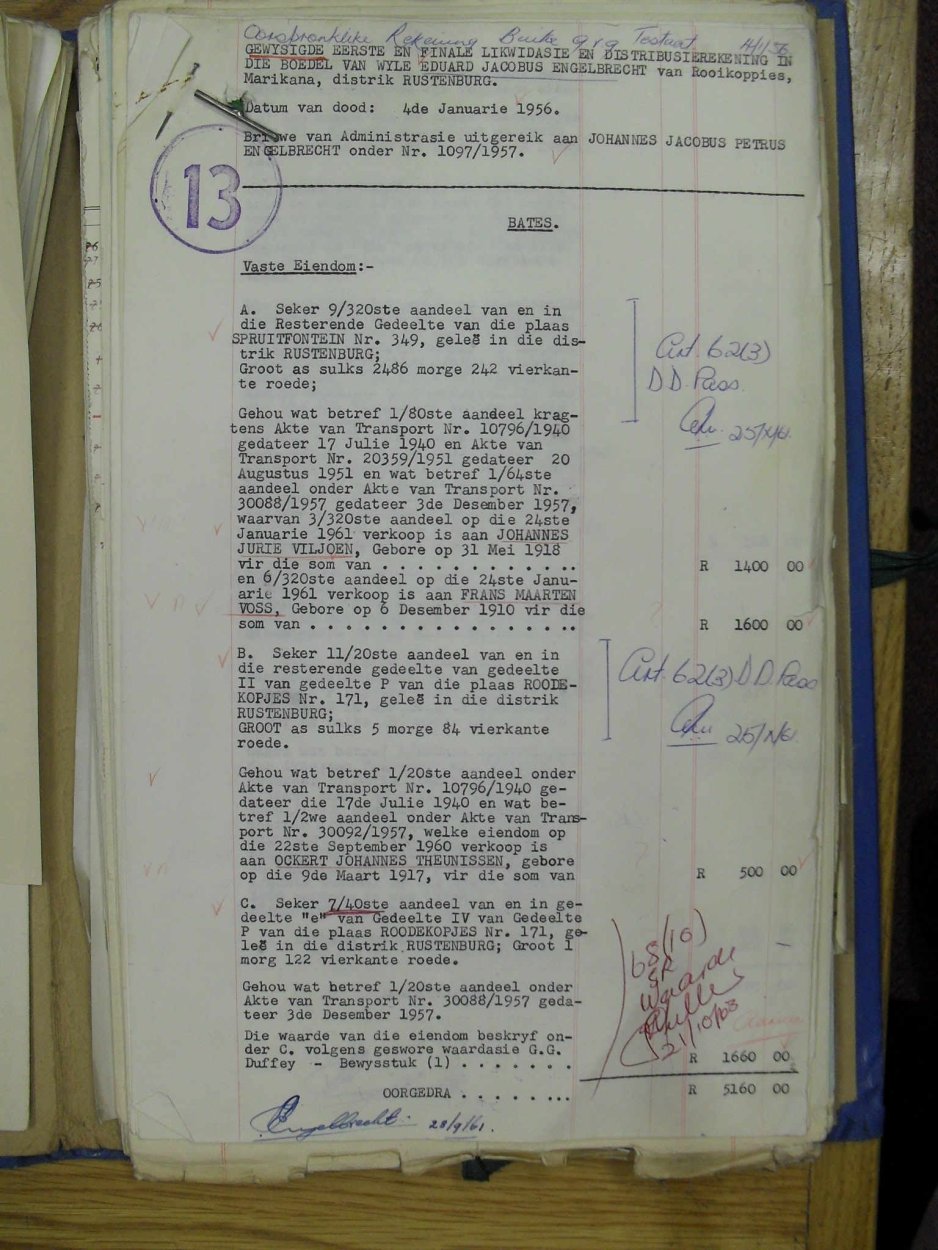 Oorspronklike Rekening Buite
GEWYSIGDE EERSTE EN FINALE LIKWIDASIE EN DISTRIBUSIEREKENING IN
DIE BOEDEL VAN WYLE EDUARD JACOBUS ENGELBRECHT van Rooikoppies,
Marikana, distrik RUSTENBURG.
Datum van dood: 4de Januarie 1956.
Briewe van Administrasie uitgereik aan JOHANNES JACOBUS PETRUS
ENGELBRECHT onder Nr. 1097/1957.
13
BATES.
Vaste Eiendom:-
A. Seker 9/320ste aandeel van en in
die Resterende Gedeelte van die plaas
SPRUITFONTEIN Nr. 349, geleë in die dis-
trik RUSTENBURG;
Groot as sulks 2486 morge 242 vierkan-
te roede;
Art. 62(3)
D.D. Pass.
Gehou wat betref 1/80ste aandeel krag-
tens Akte van Transport Nr. 10796/1940
gedateer 17 Julie 1940 en Akte van
Transport Nr. 20359/1951 gedateer 20
Augustus 1951 en wat betref 1/64ste
aandeel onder Akte van Transport Nr.
30088/1957 gedateer 3de Desember 1957,
waarvan 3/320ste aandeel op die 24ste
Januarie 1961 verkoop is aan JOHANNES
JURIE VILJOEN, Gebore op 31 Mei 1918
vir die som van . . . . . . . . . . . R 1400 00
en 6/320ste aandeel op die 24ste Janu-
arie 1961 verkoop is aan FRANS MAARTEN
VOSS, Gebore op 6 Desember 1910 vir die
som van . . . . . . . . . . . . . . . R 1600 00
B. Seker 11/20ste aandeel van en in
die resterende gedeelte van gedeelte
II van gedeelte P van die plaas ROODE-
KOPJES Nr. 171, geleë in die distrik
RUSTENBURG;
GROOT as sulks 5 morge 84 vierkante
roede.
Art. 62(3) D.D. Pass
Gehou wat betref 1/20ste aandeel onder
Akte van Transport Nr. 10796/1940 ge-
dateer die 17de Julie 1940 en wat be-
tref 1/2we aandeel onder Akte van Trans-
port Nr. 30092/1957, welke eiendom op
die 22ste September 1960 verkoop is
aan OCKERT JOHANNES THEUNISSEN, gebore
op die 9de Maart 1917, vir die som van R 500 00
C. Seker 7/40ste aandeel van en in ge-
deelte "e" van Gedeelte IV van Gedeelte
P van die plaas ROODEKOPJES Nr. 171, ge-
leë in die distrik RUSTENBURG; Groot 1
morg 122 vierkante roede.
Waarde
Gehou wat betref 1/20ste aandeel onder
Akte van Transport Nr. 30088/1957 geda-
teer 3de Desember 1957.
Die waarde van die eiendom beskryf on-
der C. volgens geswore waardasie G.G.
Duffey - Bewysstuk (1) . . . . . . . R 1660 00
OORGEDRA . . . . . . . R 5160 00
Engelbrecht 28/9/61.